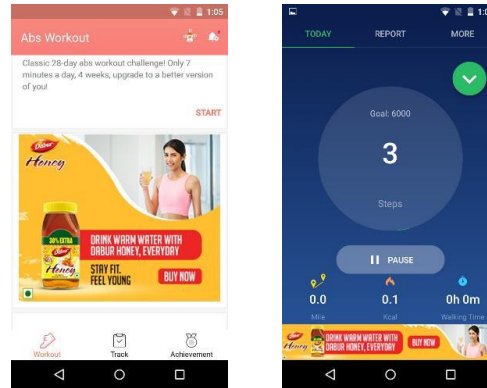 1:05
Abs Workout
Classic 28-day abs workout challenge! Only 7
minutes a day, 4 weeks, upgrade to a better version
of you!
START
Dabur
Honey
30% EXTRA
Dabur
Honey
DRINK WARM WATER WITH
DABUR HONEY, EVERYDAY
STAY FIT.
FEEL YOUNG
BUY NOW
Workout
Track
Achievement
TODAY
REPORT
MORE
Goal: 6000
3
Steps
PAUSE
0.0
0.1
0h 0m
Mile
Kcal
Walking Time
Honey
DRINK WARM WATER WITH
DABUR HONEY, EVERYDAY
BUY NOW